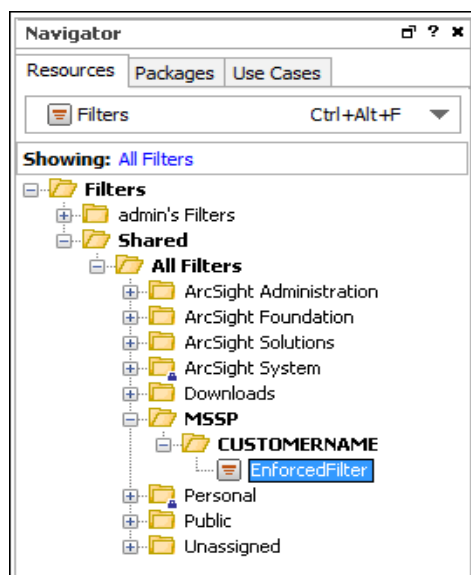 Navigator ? ×
Resources Packages Use Cases
Filters Ctrl+Alt+F
Showing: All Filters
Filters
admin's Filters
Shared
All Filters
ArcSight Administration
ArcSight Foundation
ArcSight Solutions
ArcSight System
Downloads
MSSP
CUSTOMERNAME
EnforcedFilter
Personal
Public
Unassigned